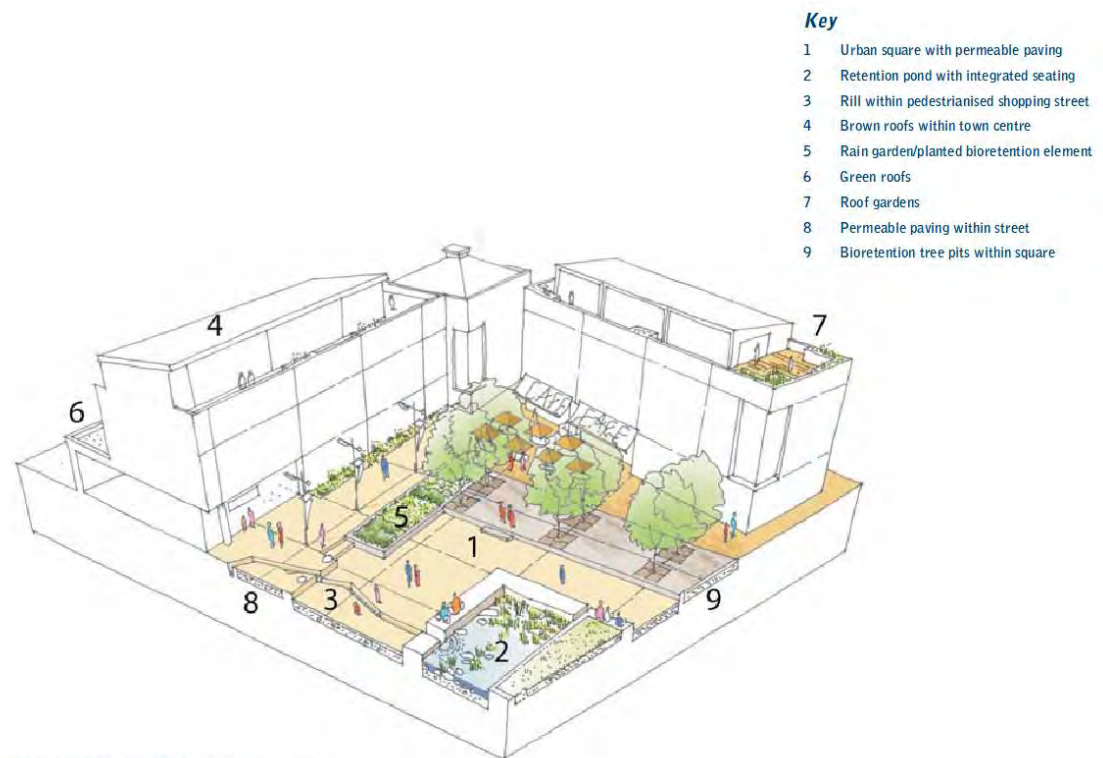 Key
1 Urban square with permeable paving
2 Retention pond with integrated seating
3 Rill within pedestrianised shopping street
4 Brown roofs within town centre
5 Rain garden/planted bioretention element
6 Green roofs
7 Roof gardens
8 Permeable paving within street
9 Bioretention tree pits within square
4
7
6
5
1
8
3
9
2